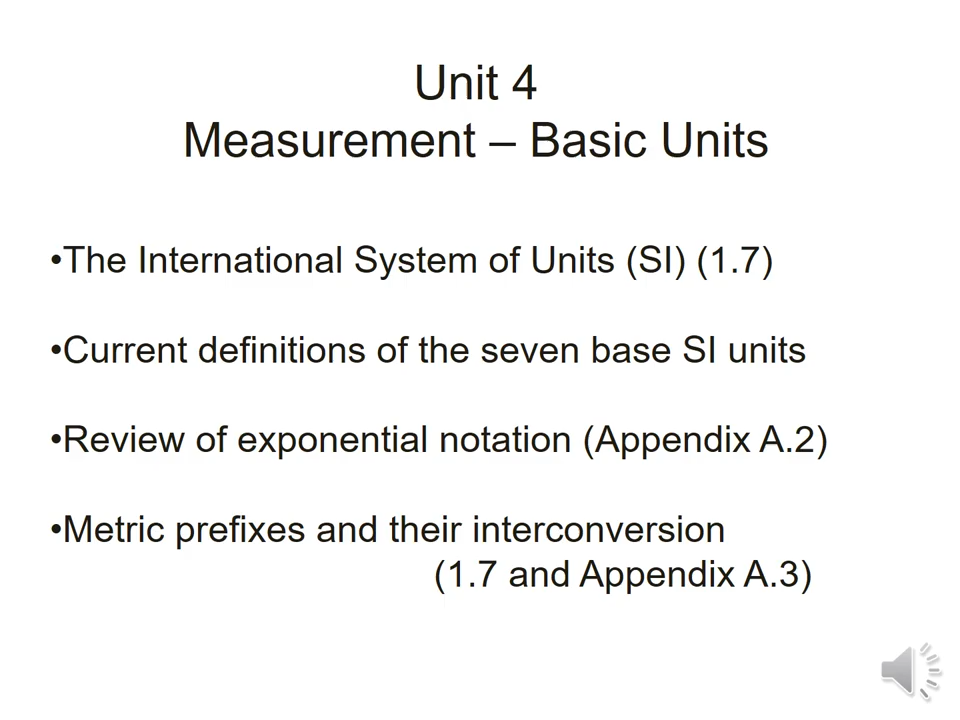 Unit 4
Measurement – Basic Units
•The International System of Units (SI) (1.7)
•Current definitions of the seven base SI units
•Review of exponential notation (Appendix A.2)
•Metric prefixes and their interconversion
(1.7 and Appendix A.3)